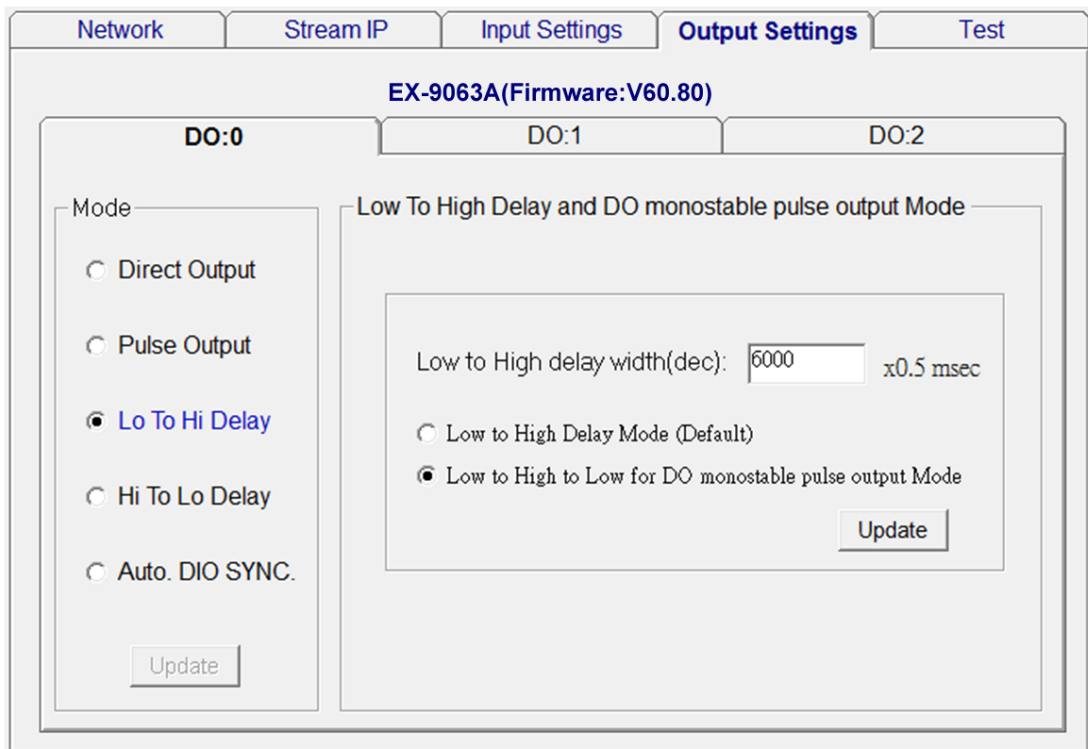 Network Stream IP Input Settings Output Settings Test
EX-9063A(Firmware:V60.80)
DO:0 DO:1 DO:2
Mode
Direct Output
Pulse Output
Lo To Hi Delay
Hi To Lo Delay
Auto. DIO SYNC.
Update
Low To High Delay and DO monostable pulse output Mode
Low to High delay width(dec): 6000 x0.5 msec
Low to High Delay Mode (Default)
Low to High to Low for DO monostable pulse output Mode
Update